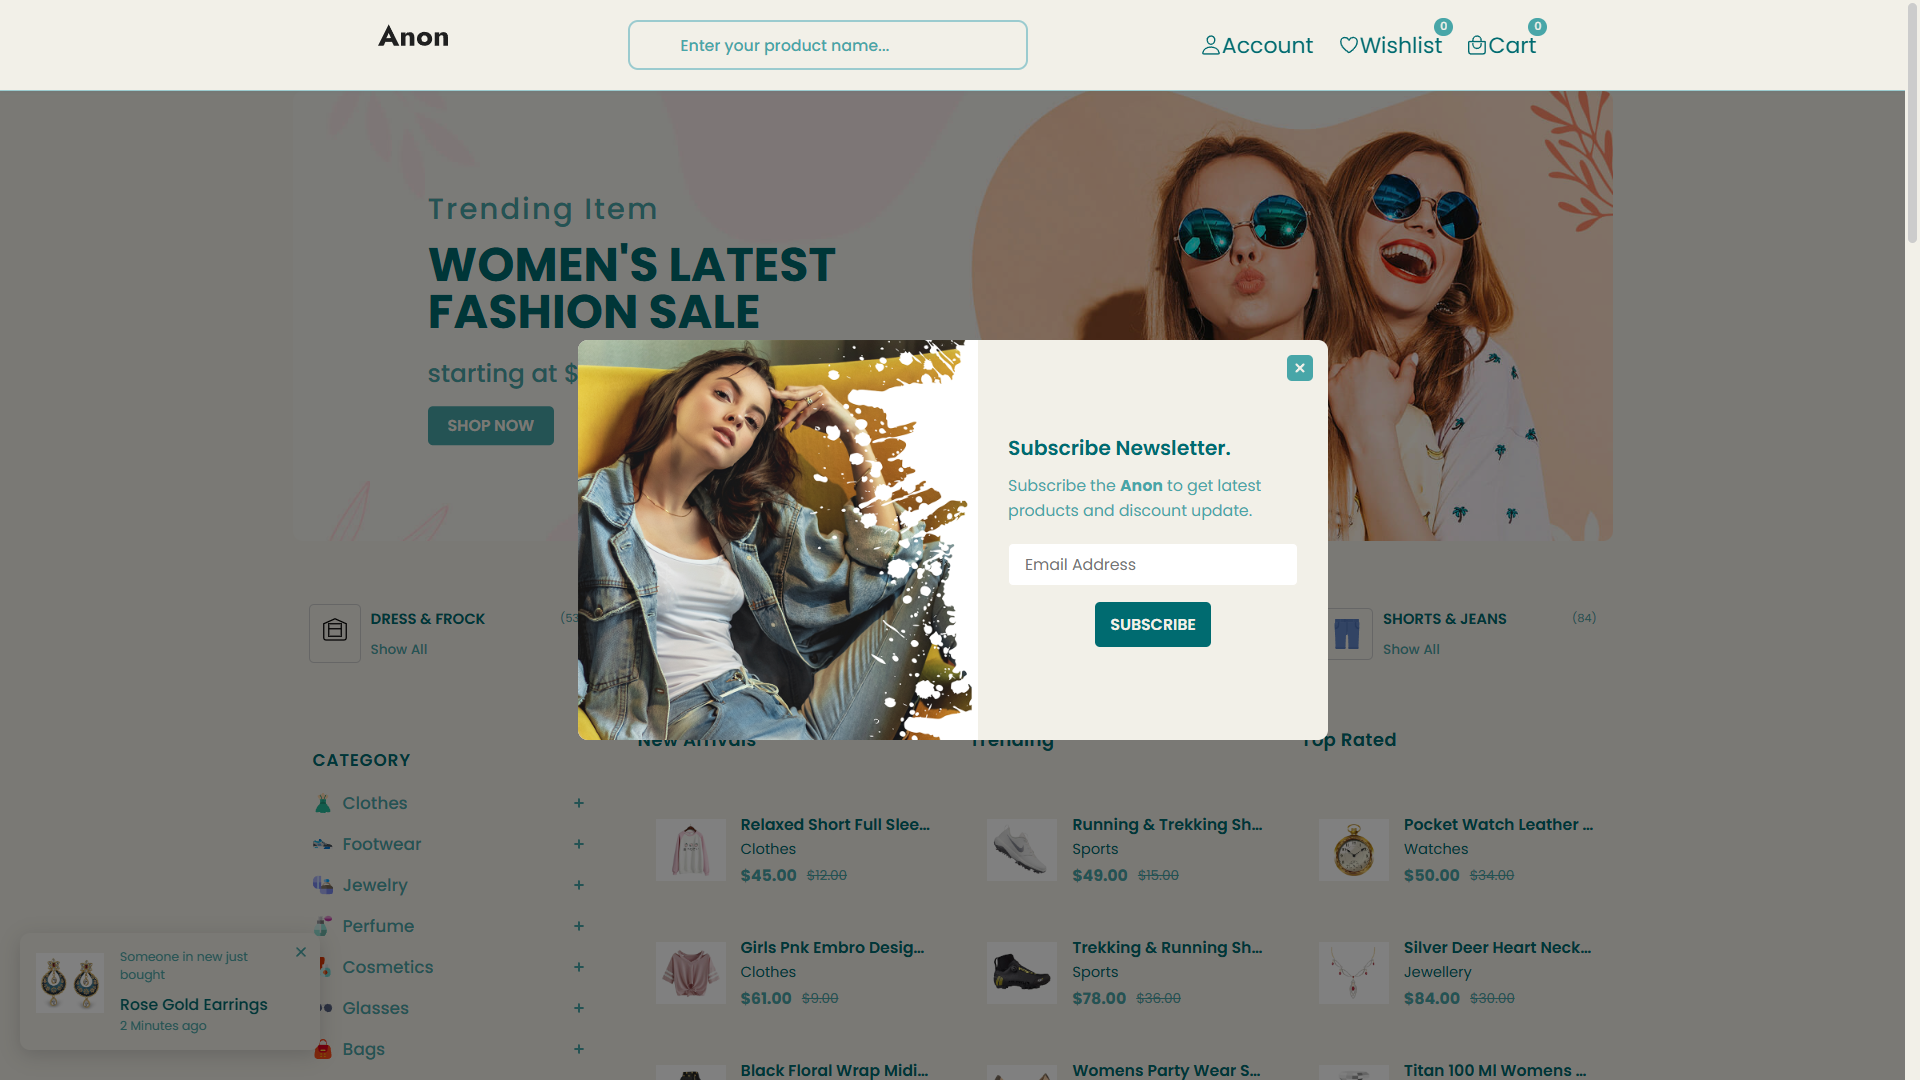 Anon
Enter your product name...
Account
Wishlist
0
Cart
0
Trending Item
WOMEN'S LATEST
FASHION SALE
starting at $
SHOP NOW
×
Subscribe Newsletter.
Subscribe the Anon to get latest
products and discount update.
Email Address
SUBSCRIBE
DRESS & FROCK
(53
Show All
SHORTS & JEANS
(84)
Show All
CATEGORY
Clothes +
Footwear +
Jewelry +
Perfume +
Cosmetics +
Glasses +
Bags +
New Arrivals
Relaxed Short Full Slee...
Clothes
$45.00 $12.00
Girls Pnk Embro Desig...
Clothes
$61.00 $9.00
Black Floral Wrap Midi...
Trending
Running & Trekking Sh...
Sports
$49.00 $15.00
Trekking & Running Sh...
Sports
$78.00 $36.00
Womens Party Wear S...
Top Rated
Pocket Watch Leather ...
Watches
$50.00 $34.00
Silver Deer Heart Neck...
Jewellery
$84.00 $30.00
Titan 100 Ml Womens ...
Someone in new just
bought
Rose Gold Earrings
2 Minutes ago
×